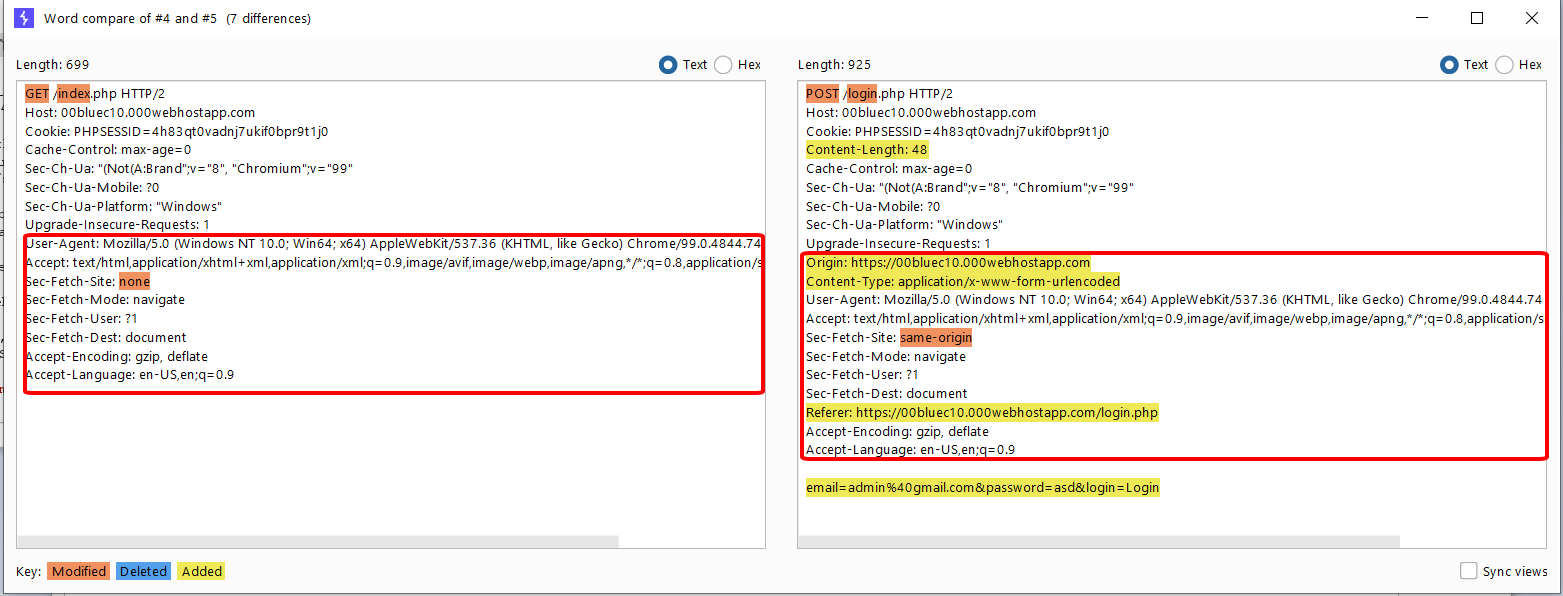 Word compare of #4 and #5 (7 differences)
Length: 699
Text
Hex
GET /index.php HTTP/2
Host: 00bluec10.000webhostapp.com
Cookie: PHPSESSID=4h83qt0vadnj7ukif0bpr9t1j0
Cache-Control: max-age=0
Sec-Ch-Ua: "(Not(A:Brand";v="8", "Chromium";v="99"
Sec-Ch-Ua-Mobile: ?0
Sec-Ch-Ua-Platform: "Windows"
Upgrade-Insecure-Requests: 1
User-Agent: Mozilla/5.0 (Windows NT 10.0; Win64; x64) AppleWebKit/537.36 (KHTML, like Gecko) Chrome/99.0.4844.74
Accept: text/html,application/xhtml+xml,application/xml;q=0.9,image/avif,image/webp,image/apng,*/*;q=0.8,application/s
Sec-Fetch-Site: none
Sec-Fetch-Mode: navigate
Sec-Fetch-User: ?1
Sec-Fetch-Dest: document
Accept-Encoding: gzip, deflate
Accept-Language: en-US,en;q=0.9
Length: 925
Text
Hex
POST /login.php HTTP/2
Host: 00bluec10.000webhostapp.com
Cookie: PHPSESSID=4h83qt0vadnj7ukif0bpr9t1j0
Content-Length: 48
Cache-Control: max-age=0
Sec-Ch-Ua: "(Not(A:Brand";v="8", "Chromium";v="99"
Sec-Ch-Ua-Mobile: ?0
Sec-Ch-Ua-Platform: "Windows"
Upgrade-Insecure-Requests: 1
Origin: https://00bluec10.000webhostapp.com
Content-Type: application/x-www-form-urlencoded
User-Agent: Mozilla/5.0 (Windows NT 10.0; Win64; x64) AppleWebKit/537.36 (KHTML, like Gecko) Chrome/99.0.4844.74
Accept: text/html,application/xhtml+xml,application/xml;q=0.9,image/avif,image/webp,image/apng,*/*;q=0.8,application/s
Sec-Fetch-Site: same-origin
Sec-Fetch-Mode: navigate
Sec-Fetch-User: ?1
Sec-Fetch-Dest: document
Referer: https://00bluec10.000webhostapp.com/login.php
Accept-Encoding: gzip, deflate
Accept-Language: en-US,en;q=0.9
email=admin%40gmail.com&password=asd&login=Login
Key: Modified Deleted Added
Sync views